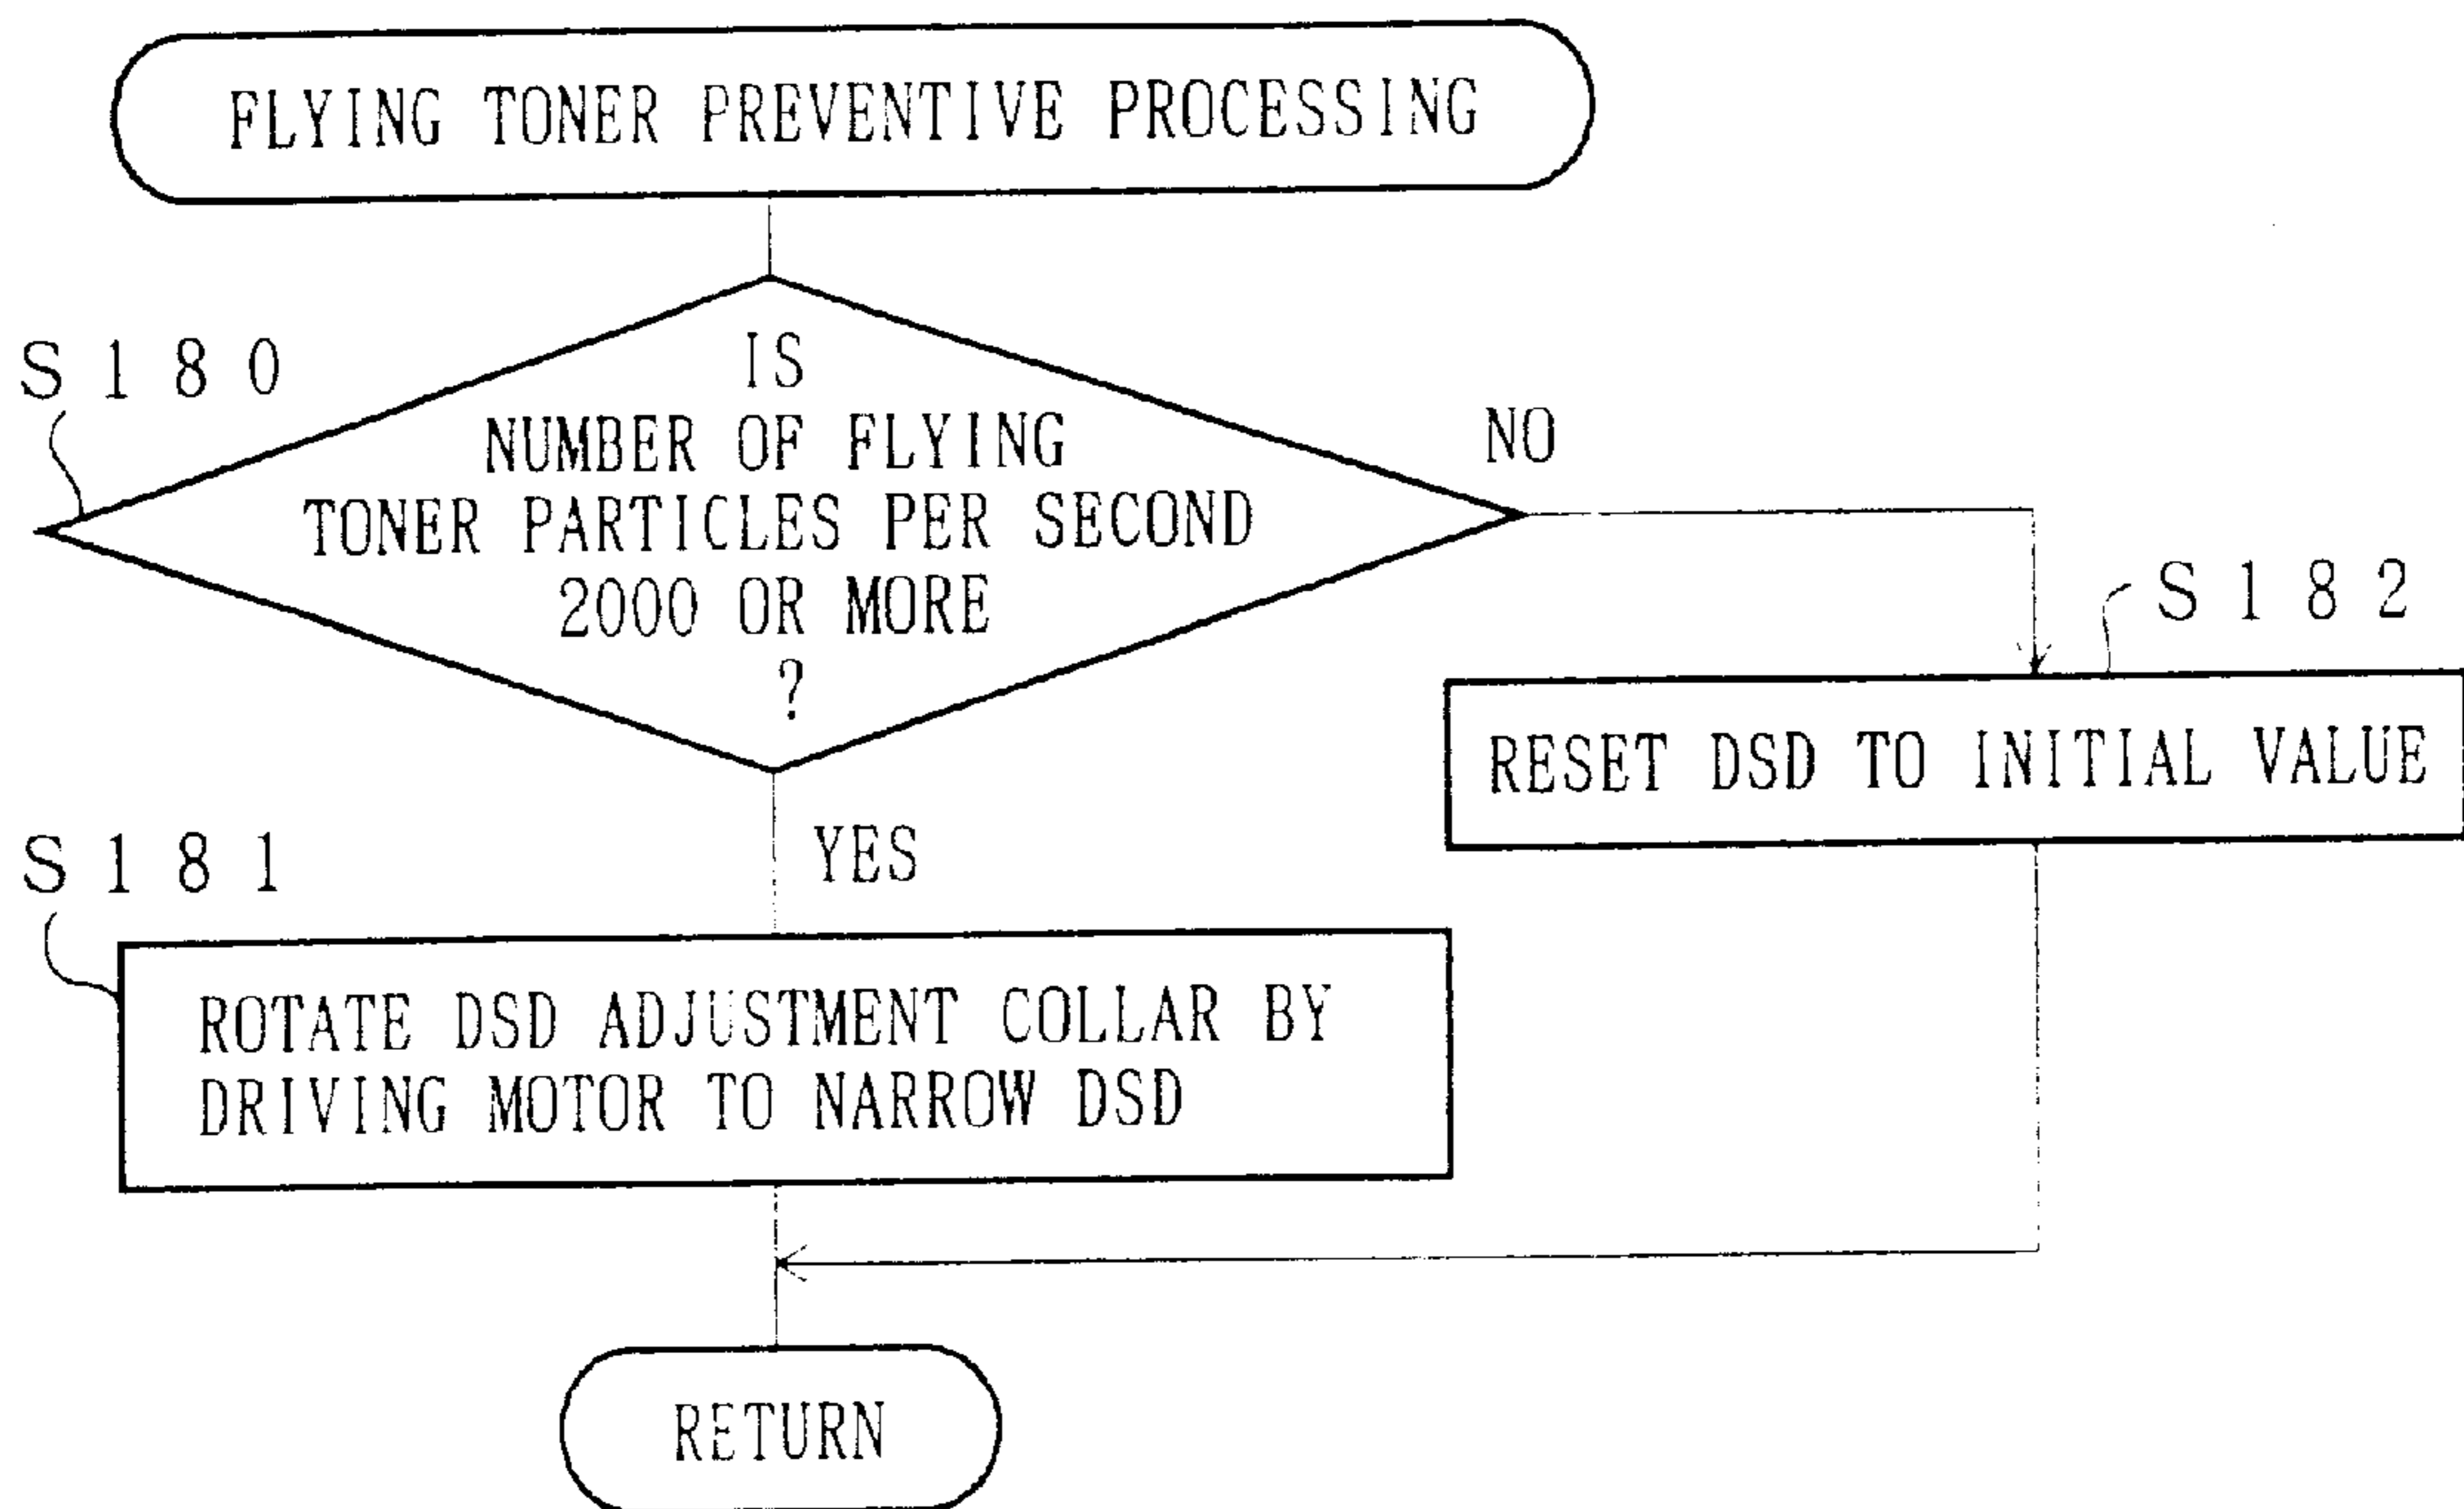 FLYING TONER PREVENTIVE PROCESSING
S180
IS
NUMBER OF FLYING
TONER PARTICLES PER SECOND
2000 OR MORE
?
NO
S182
RESET DSD TO INITIAL VALUE
YES
S181
ROTATE DSD ADJUSTMENT COLLAR BY
DRIVING MOTOR TO NARROW DSD
RETURN